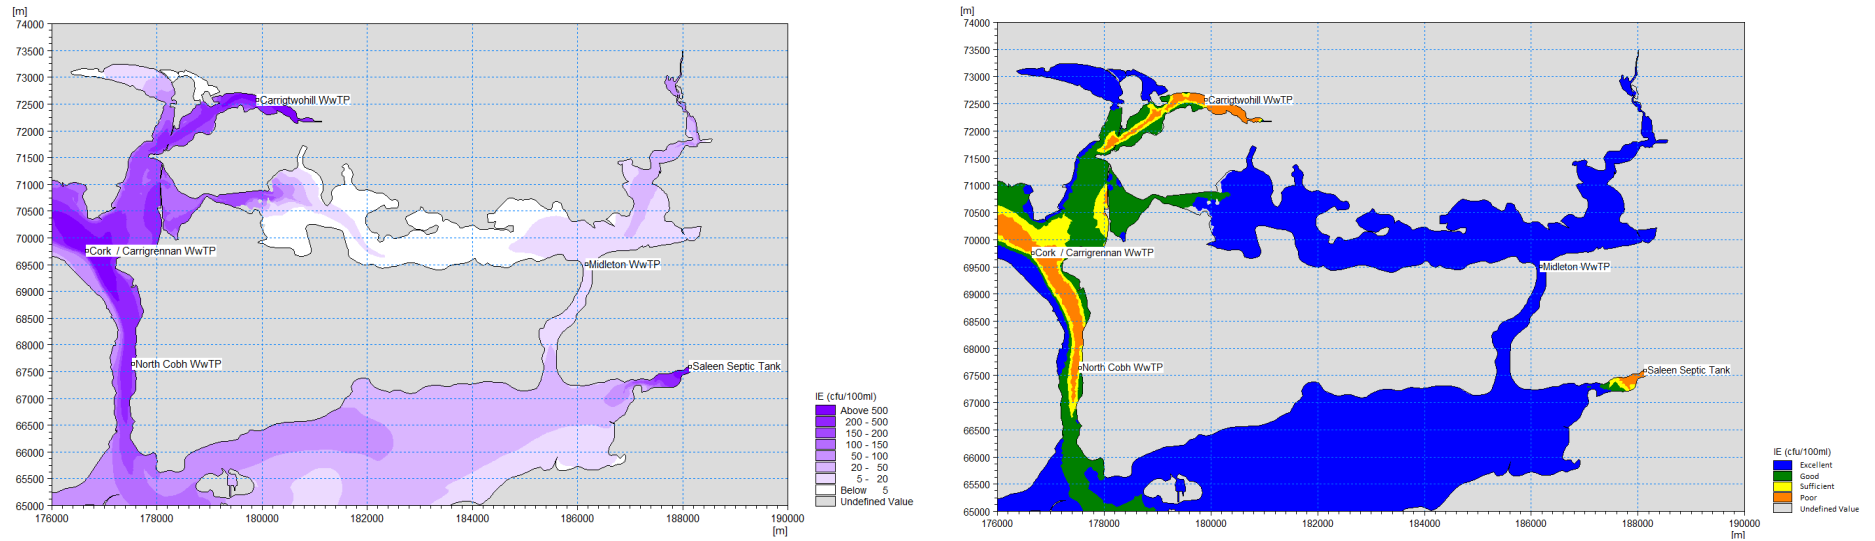 [m]
74000
73500
73000
72500
72000
71500
71000
70500
70000
69500
69000
68500
68000
67500
67000
66500
66000
65500
65000
176000 178000 180000 182000 184000 186000 188000 190000
[m]
Carrigtwohill WwTP
Cork / Carrigrennan WwTP
Midleton WwTP
North Cobh WwTP
Saleen Septic Tank
IE (cfu/100ml)
Above 500
200 - 500
150 - 200
100 - 150
50 - 100
20 - 50
5 - 20
Below 5
Undefined Value
[m]
74000
73500
73000
72500
72000
71500
71000
70500
70000
69500
69000
68500
68000
67500
67000
66500
66000
65500
65000
176000 178000 180000 182000 184000 186000 188000 190000
[m]
Carrigtwohill WwTP
Cork / Carrigrennan WwTP
Midleton WwTP
North Cobh WwTP
Saleen Septic Tank
IE (cfu/100ml)
Excellent
Good
Sufficient
Poor
Undefined Value